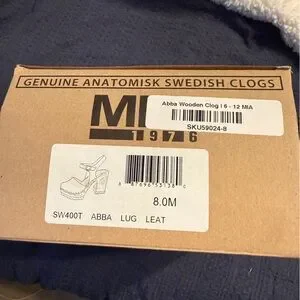 GENUINE ANATOMISK SWEDISH CLOGS
Abba Wooden Clog I 6 - 12 MIA
SKU59024-8
1976
8.0M
SW400T ABBA LUG LEAT